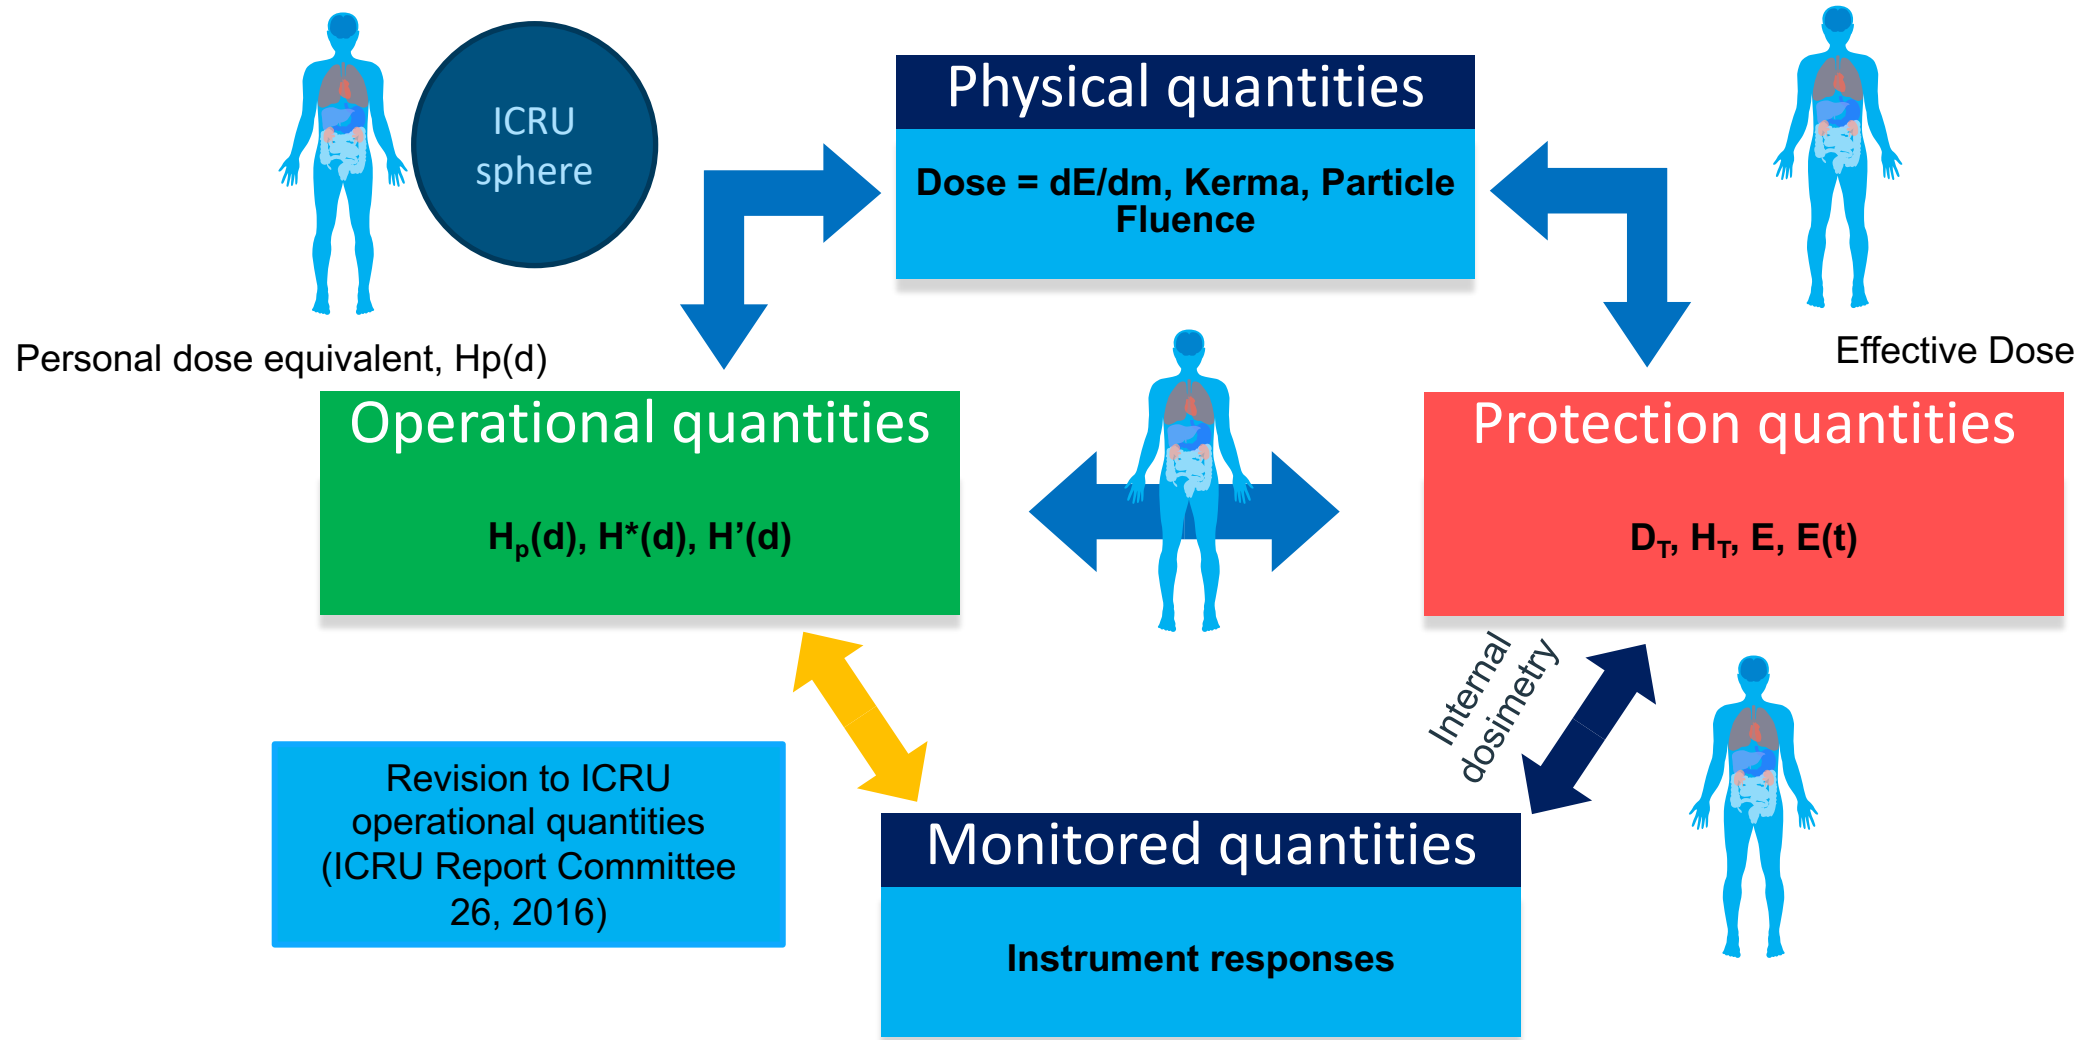 ICRU
sphere
Physical quantities
Dose = dE/dm, Kerma, Particle
Fluence
Personal dose equivalent, Hp(d)
Effective Dose
Operational quantities
Hp(d), H*(d), H’(d)
Protection quantities
DT, HT, E, E(t)
Internal
dosimetry
Revision to ICRU
operational quantities
(ICRU Report Committee
26, 2016)
Monitored quantities
Instrument responses